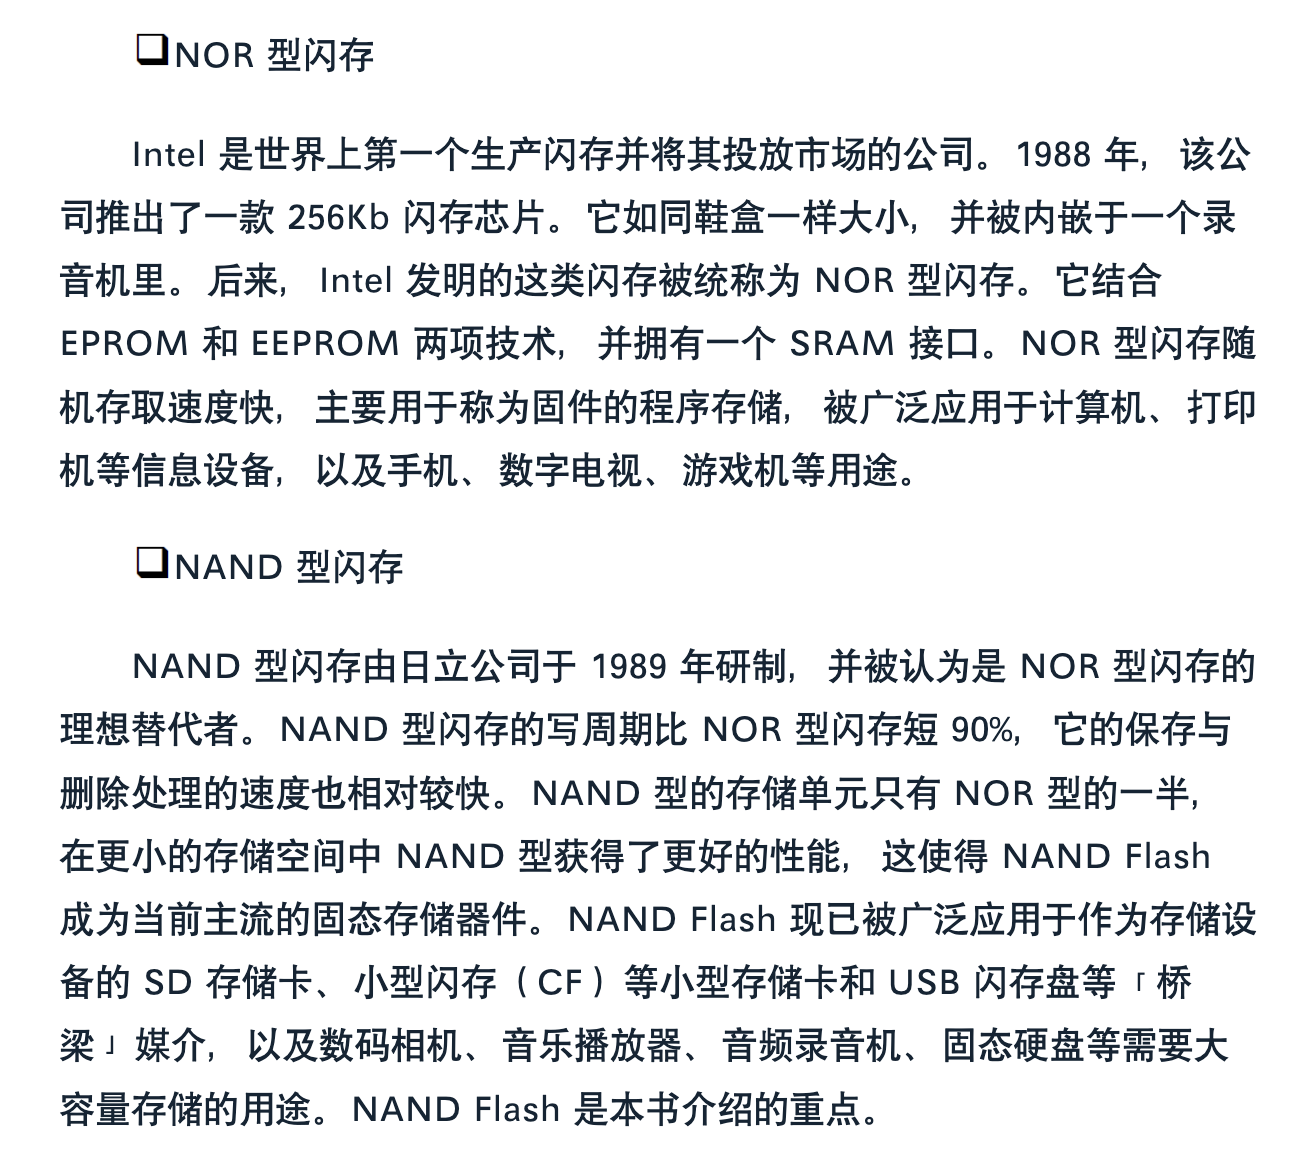 ❑NOR 型闪存
Intel 是世界上第一个生产闪存并将其投放市场的公司。1988 年，该公
司推出了一款 256Kb 闪存芯片。它如同鞋盒一样大小，并被内嵌于一个录
音机里。后来，Intel 发明的这类闪存被统称为 NOR 型闪存。它结合
EPROM 和 EEPROM 两项技术，并拥有一个 SRAM 接口。NOR 型闪存随
机存取速度快，主要用于称为固件的程序存储，被广泛应用于计算机、打印
机等信息设备，以及手机、数字电视、游戏机等用途。
❑NAND 型闪存
NAND 型闪存由日立公司于 1989 年研制，并被认为是 NOR 型闪存的
理想替代者。NAND 型闪存的写周期比 NOR 型闪存短 90%，它的保存与
删除处理的速度也相对较快。NAND 型的存储单元只有 NOR 型的一半，
在更小的存储空间中 NAND 型获得了更好的性能，这使得 NAND Flash
成为当前主流的固态存储器件。NAND Flash 现已被广泛应用于作为存储设
备的 SD 存储卡、小型闪存（CF）等小型存储卡和 USB 闪存盘等「桥
梁」媒介，以及数码相机、音乐播放器、音频录音机、固态硬盘等需要大
容量存储的用途。NAND Flash 是本书介绍的重点。